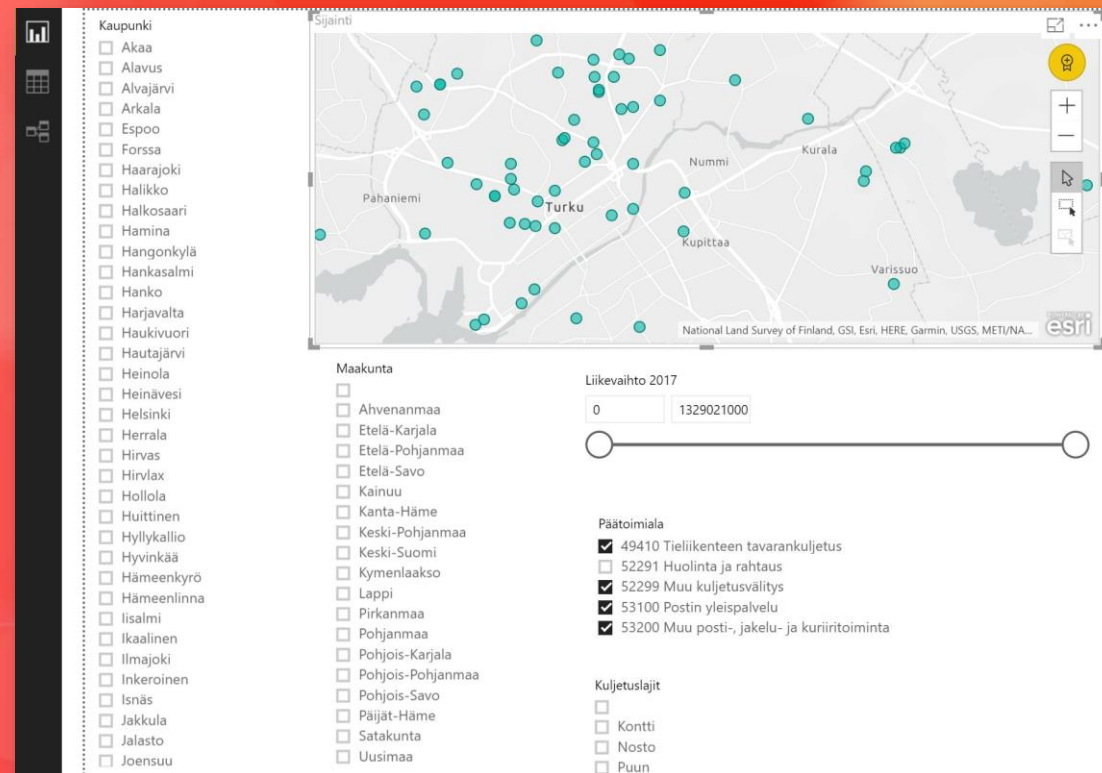 Kaupunki
Akaa
Alavus
Alvajärvi
Arkala
Espoo
Forssa
Haarajoki
Halikko
Halkosaari
Hamina
Hangonkylä
Hankasalmi
Hanko
Harjavalta
Haukivuori
Hautajärvi
Heinola
Heinävesi
Helsinki
Herrala
Hirvas
Hirvlax
Hollola
Huittinen
Hyllykallio
Hyvinkää
Hämeenkyrö
Hämeenlinna
Iisalmi
Ikaalinen
Ilmajoki
Inkeroinen
Isnäs
Jakkula
Jalasto
Joensuu
Sijainti
Pahaniemi
Turku
Nummi
Kurala
Kupittaa
Varissuo
National Land Survey of Finland, GSI, Esri, HERE, Garmin, USGS, METI/NA...
esri
Maakunta
Ahvenanmaa
Etelä-Karjala
Etelä-Pohjanmaa
Etelä-Savo
Kainuu
Kanta-Häme
Keski-Pohjanmaa
Keski-Suomi
Kymenlaakso
Lappi
Pirkanmaa
Pohjanmaa
Pohjois-Karjala
Pohjois-Pohjanmaa
Pohjois-Savo
Päijät-Häme
Satakunta
Uusimaa
Liikevaihto 2017
0 1329021000
Päätoimiala
49410 Tieliikenteen tavarankuljetus
52291 Huolinta ja rahtaus
52299 Muu kuljetusvälitys
53100 Postin yleispalvelu
53200 Muu posti-, jakelu- ja kuriiritoiminta
Kuljetuslajit
Kontti
Nosto
Puun